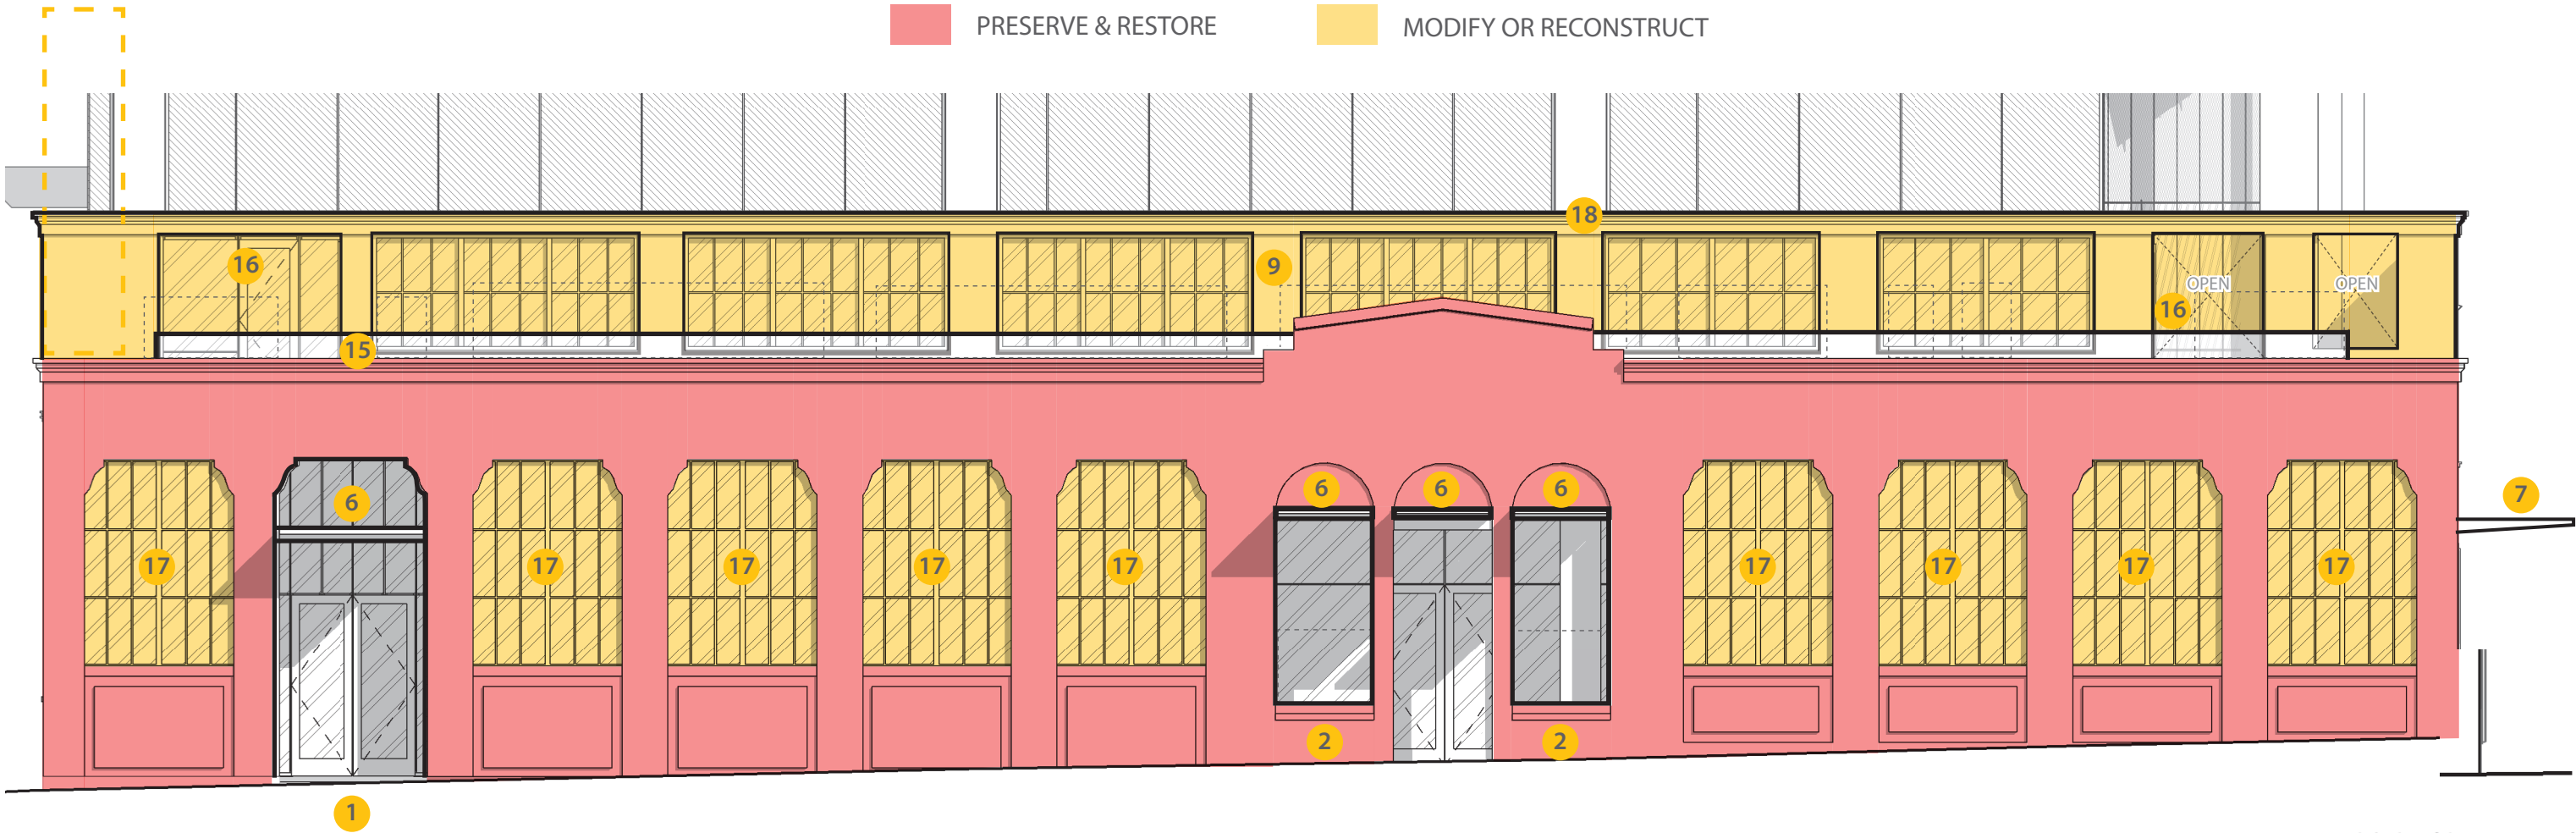 PRESERVE & RESTORE MODIFY OR RECONSTRUCT
18
16 9
OPEN OPEN
16
15
6 6 6 6 7
17 17 17 17 17 17 17 17 17
2 2
1